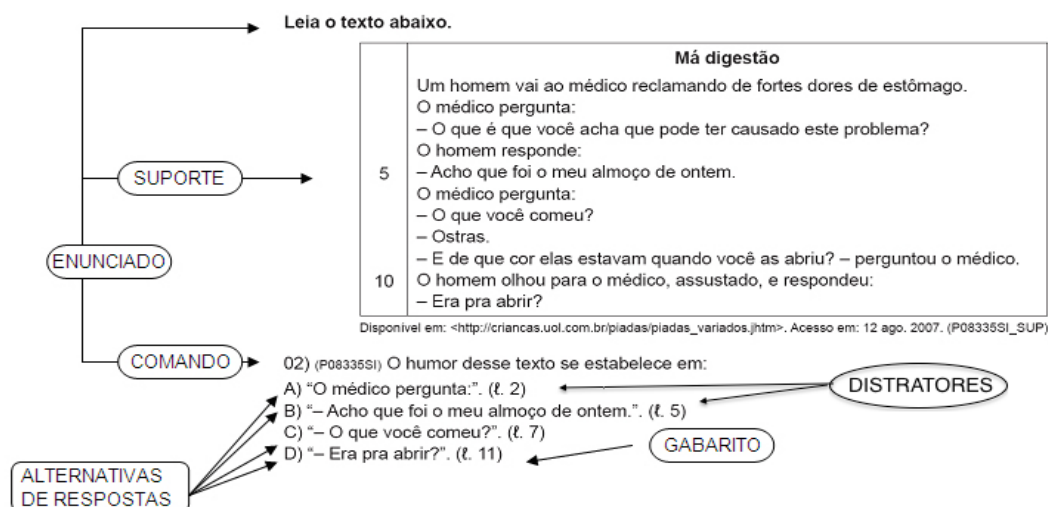 Leia o texto abaixo.
Má digestão
Um homem vai ao médico reclamando de fortes dores de estômago.
O médico pergunta:
– O que é que você acha que pode ter causado este problema?
O homem responde:
5 – Acho que foi o meu almoço de ontem.
SUPORTE
O médico pergunta:
– O que você comeu?
– Ostras.
ENUNCIADO
– E de que cor elas estavam quando você as abriu? – perguntou o médico.
10 O homem olhou para o médico, assustado, e respondeu:
– Era pra abrir?
Disponível em: <http://criancas.uol.com.br/piadas/piadas_variados.jhtm>. Acesso em: 12 ago. 2007. (P08335SI_SUP)
COMANDO
02) (P08335SI) O humor desse texto se estabelece em:
A) “O médico pergunta:”. (ℓ. 2)
DISTRATORES
B) “– Acho que foi o meu almoço de ontem.”. (ℓ. 5)
C) “– O que você comeu?”. (ℓ. 7)
D) “– Era pra abrir?”. (ℓ. 11)
GABARITO
ALTERNATIVAS
DE RESPOSTAS